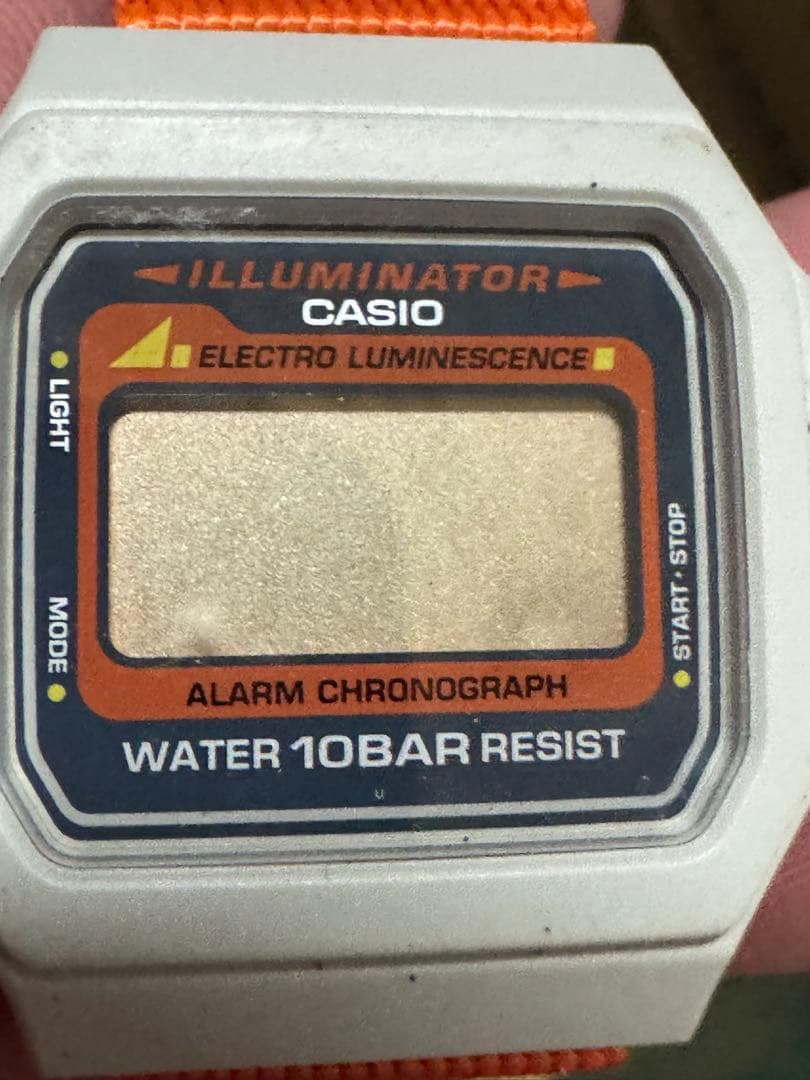 ILLUMINATOR
CASIO
ELECTRO LUMINESCENCE
LIGHT
START·STOP
MODE
ALARM CHRONOGRAPH
WATER 10BAR RESIST
U